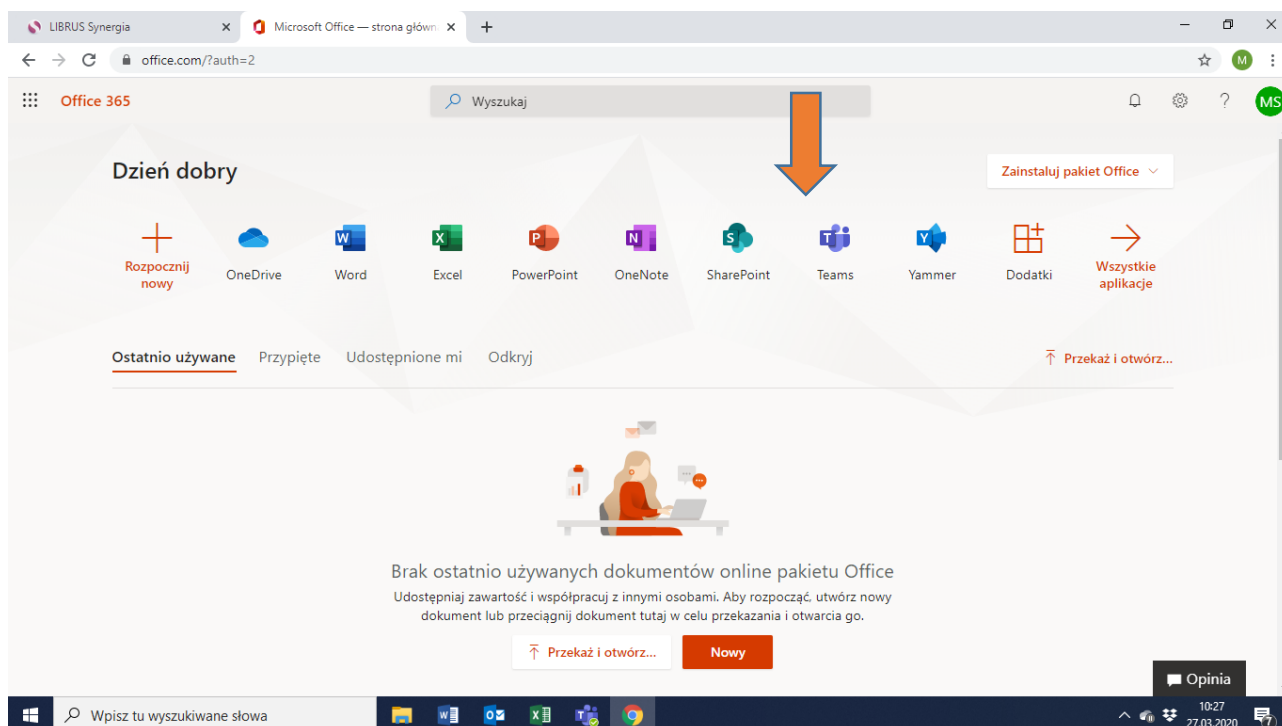 LIBRUS Synergia
Microsoft Office — strona główn
office.com/?auth=2
M
Office 365
Wyszukaj
MS
Dzień dobry
Zainstaluj pakiet Office
Rozpocznij
nowy
OneDrive
Word
Excel
PowerPoint
OneNote
SharePoint
Teams
Yammer
Dodatki
Wszystkie
aplikacje
Ostatnio używane Przypięte Udostępnione mi Odkryj
Przekaż i otwórz...
Brak ostatnio używanych dokumentów online pakietu Office
Udostępniaj zawartość i współpracuj z innymi osobami. Aby rozpocząć, utwórz nowy
dokument lub przeciągnij dokument tutaj w celu przekazania i otwarcia go.
Przekaż i otwórz...
Nowy
Opinia
Wpisz tu wyszukiwane słowa
10:27
27.03.2020